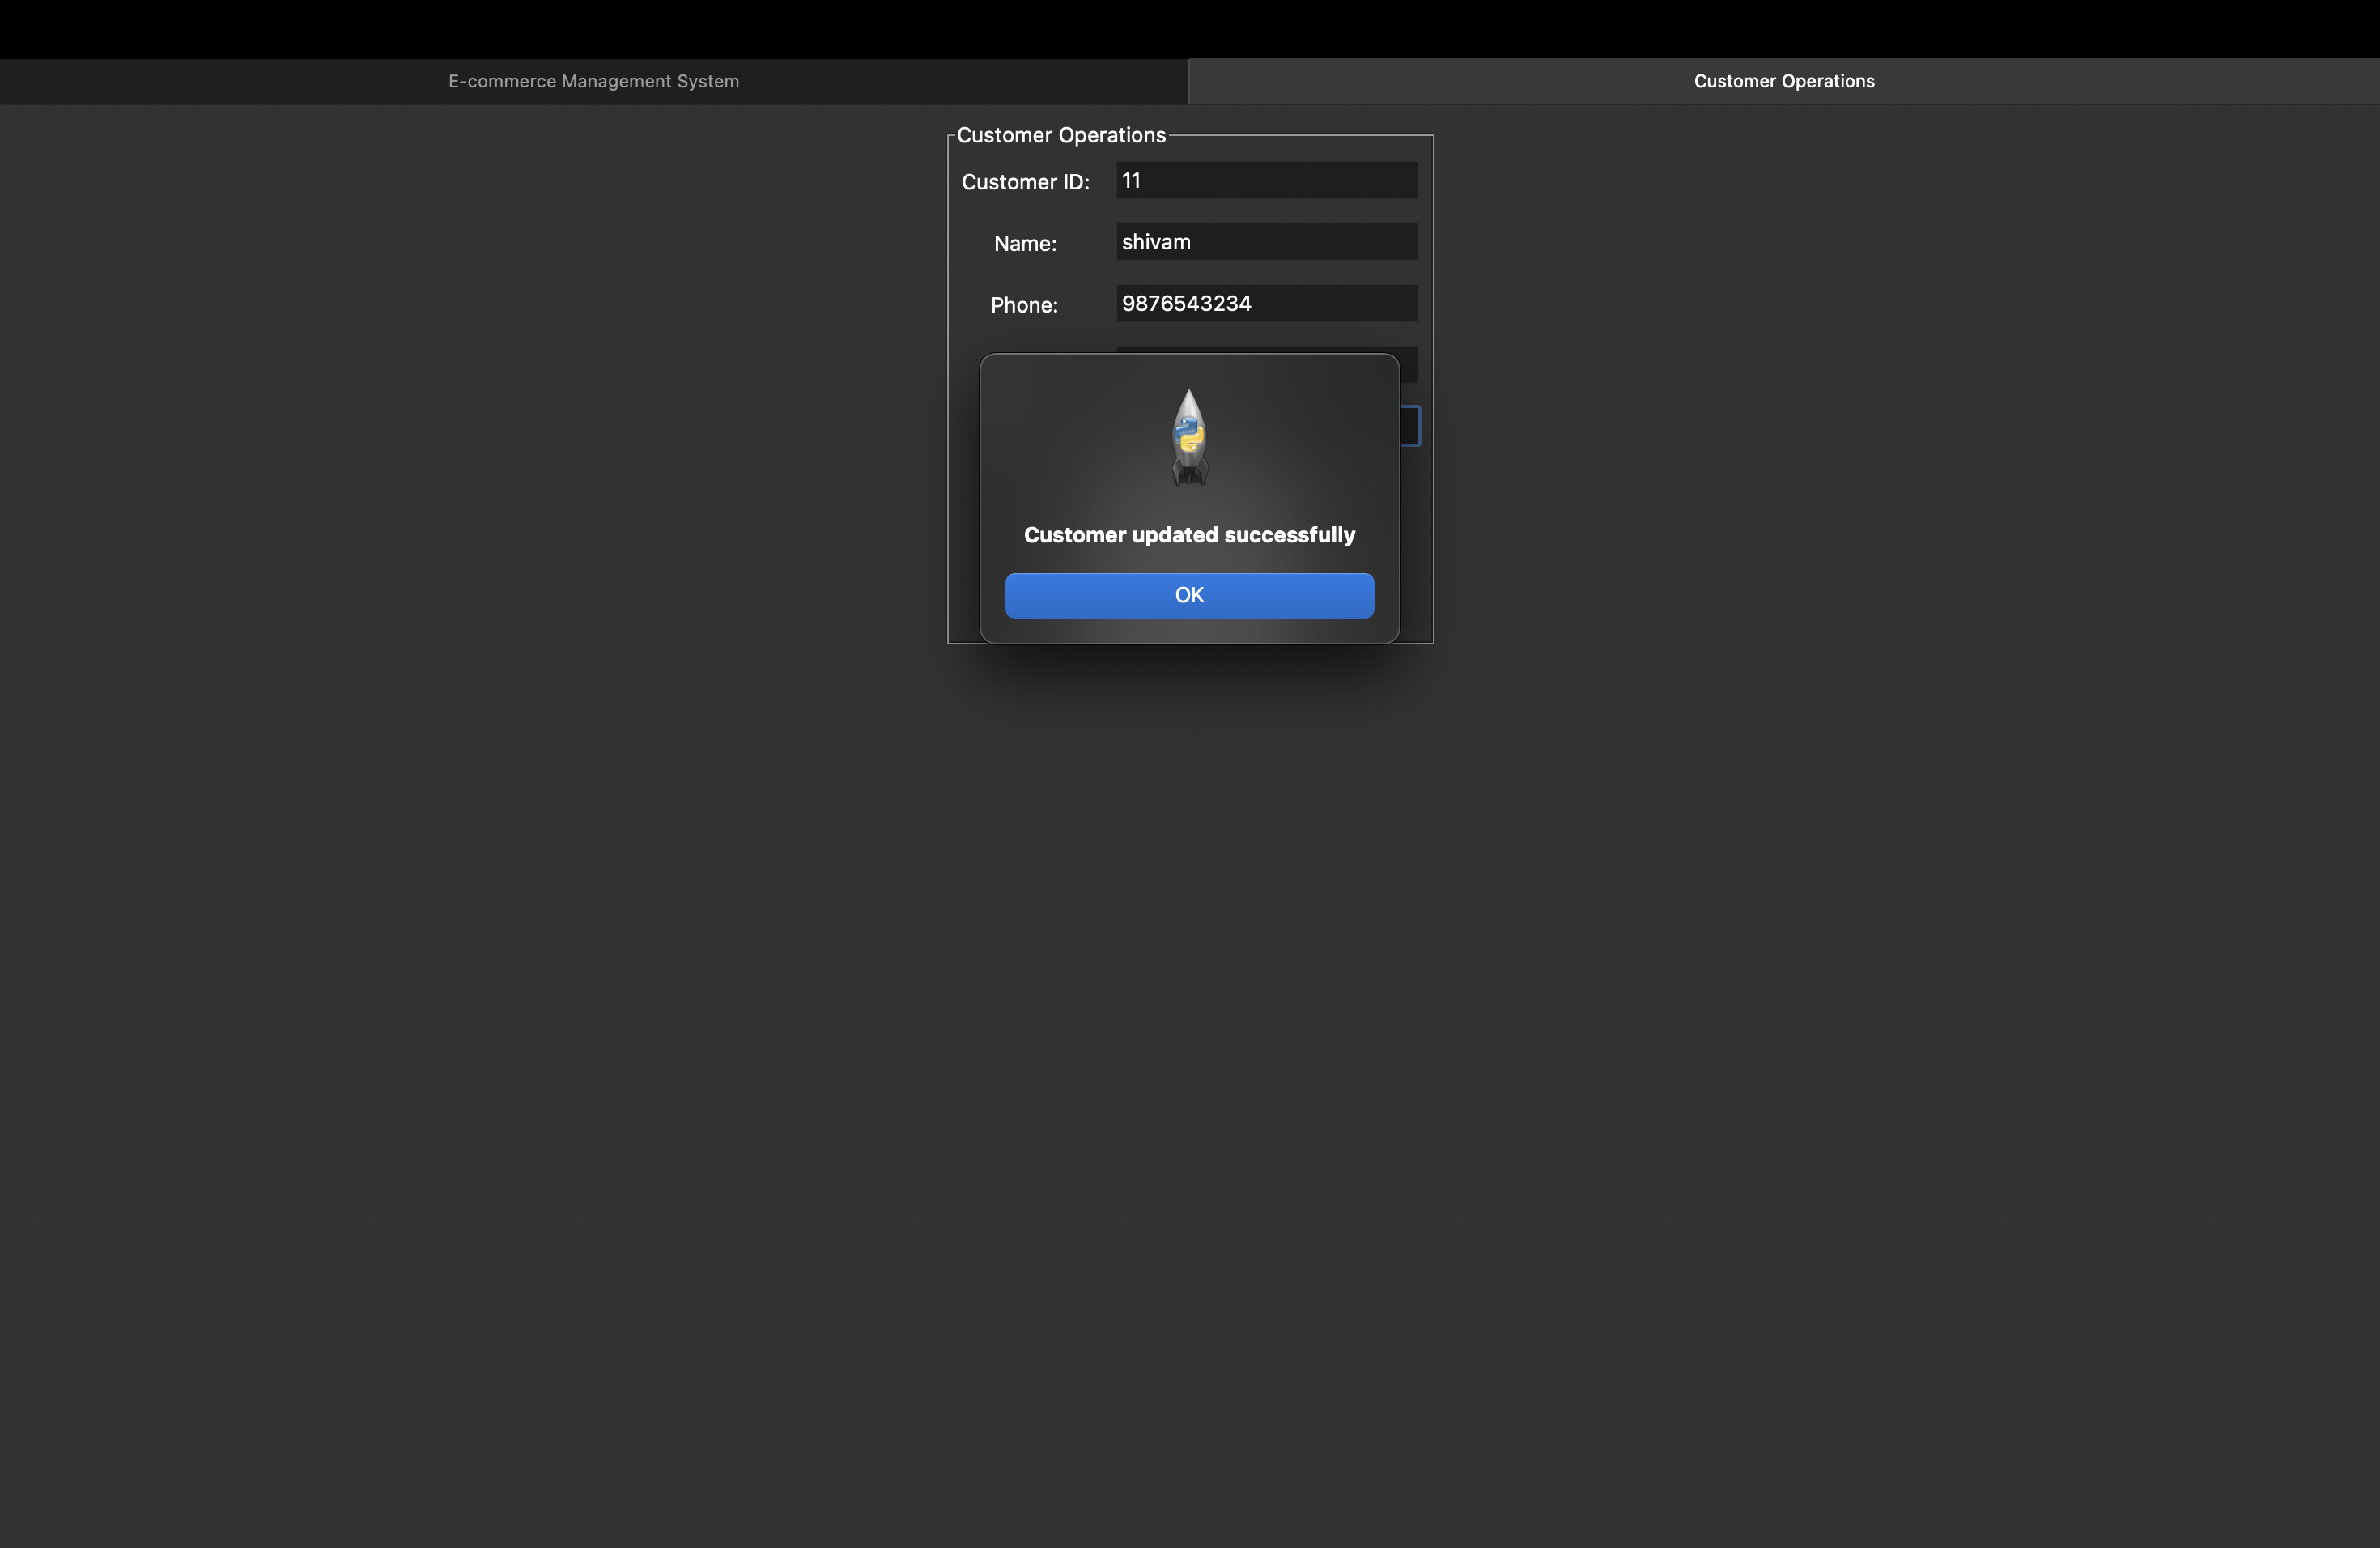 E-commerce Management System
Customer Operations
Customer Operations
Customer ID: 11
Name: shivam
Phone: 9876543234
Customer updated successfully
OK